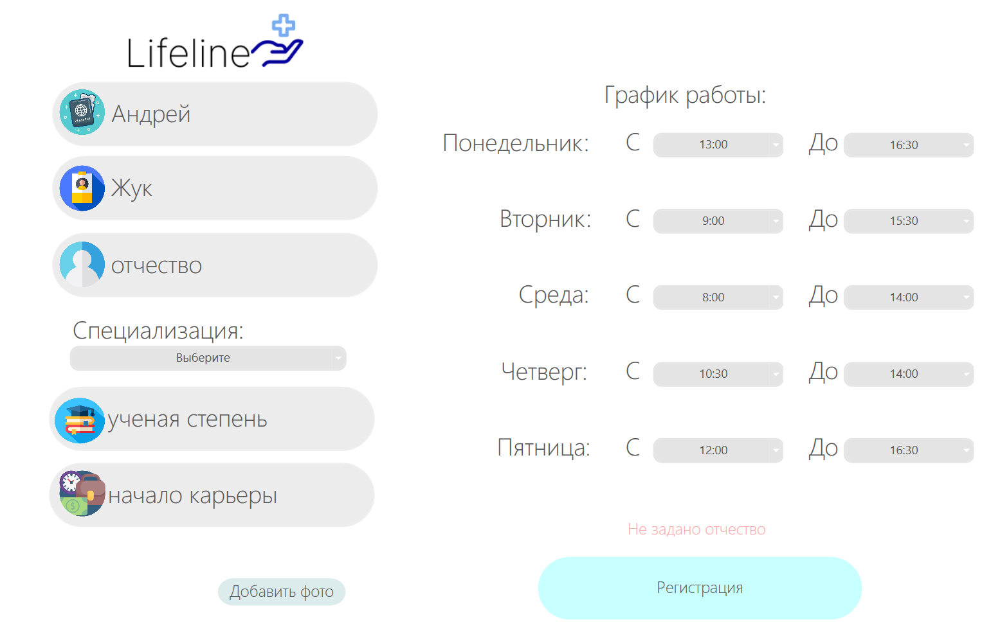 Lifeline
Андрей
Жук
отчество
Специализация:
Выберите
ученая степень
начало карьеры
Добавить фото
График работы:
Понедельник: С 13:00 До 16:30
Вторник: С 9:00 До 15:30
Среда: С 8:00 До 14:00
Четверг: С 10:30 До 14:00
Пятница: С 12:00 До 16:30
Не задано отчество
Регистрация